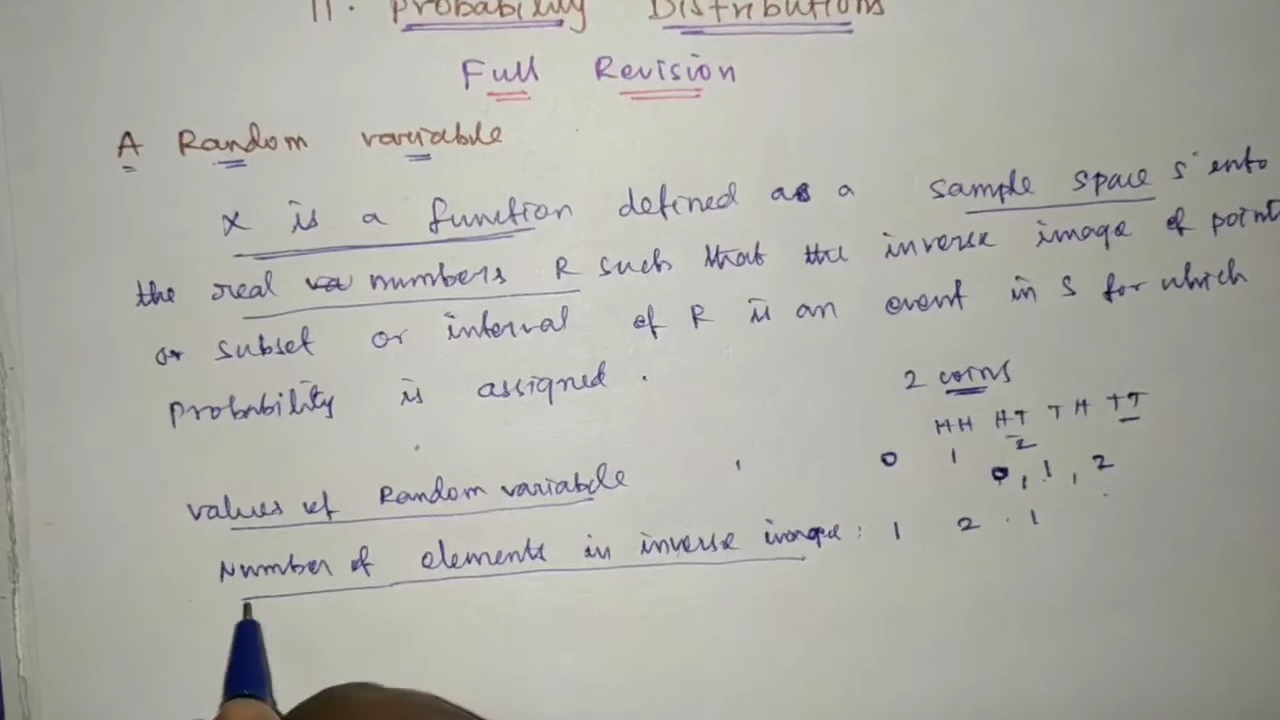 11. Probability Distributions
Full Revision
A Random variable
X is a function defined as a sample space S into
the real numbers R such that the inverse image of point
or subset or interval of R is an event in S for which
probability is assigned.
2 coins
HH HT TH TT
values of Random variable 0 1 2
0, 1, 2
Number of elements in inverse image: 1 2 1